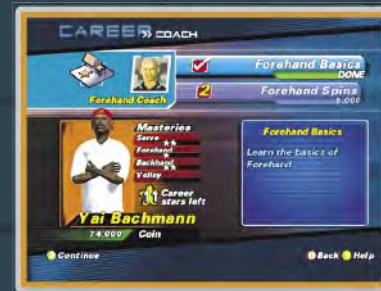 CAREER >> COACH
Forehand Coach
Forehand Basics
DONE
2
Forehand Spins
Masteries
Serve
Forehand
Backhand
Volley
Career
stars left
Yai Bachmann
74.000 Coin
Forehand Basics
Learn the basics of
Forehand.
Continue
Back
Help